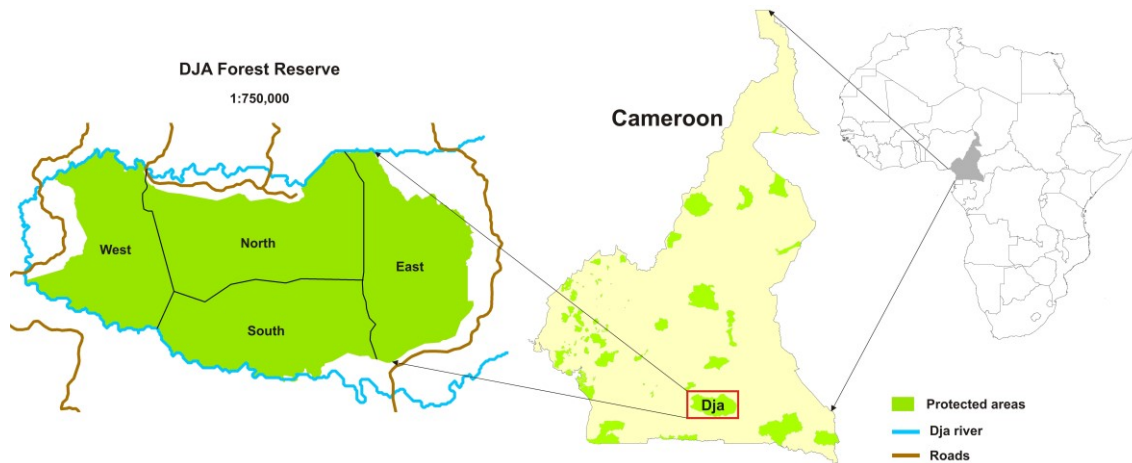 DJA Forest Reserve
1:750,000
West
North
East
South
Cameroon
Dja
Protected areas
Dja river
Roads